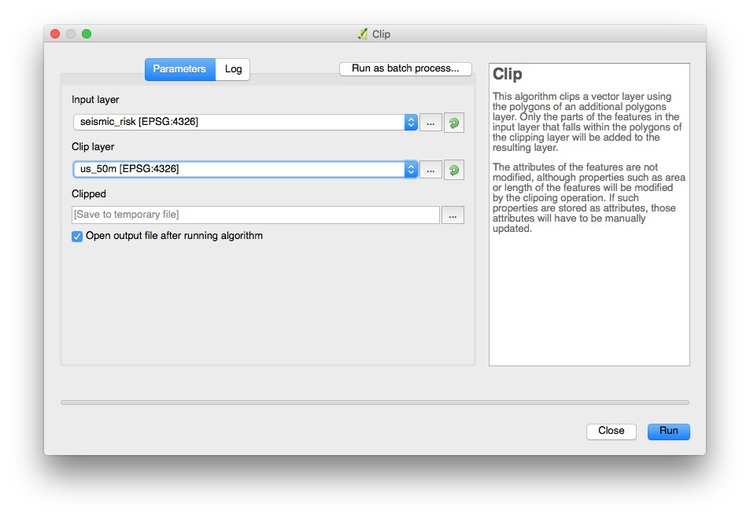 Clip
Parameters
Log
Run as batch process...
Input layer
seismic_risk [EPSG:4326]
...
Clip layer
us_50m [EPSG:4326]
...
Clipped
[Save to temporary file]
...
Open output file after running algorithm
Clip
This algorithm clips a vector layer using
the polygons of an additional polygons
layer. Only the parts of the features in the
input layer that falls within the polygons of
the clipping layer will be added to the
resulting layer.
The attributes of the features are not
modified, although properties such as area
or length of the features will be modified
by the clipoing operation. If such
properties are stored as attributes, those
attributes will have to be manually
updated.
Close
Run